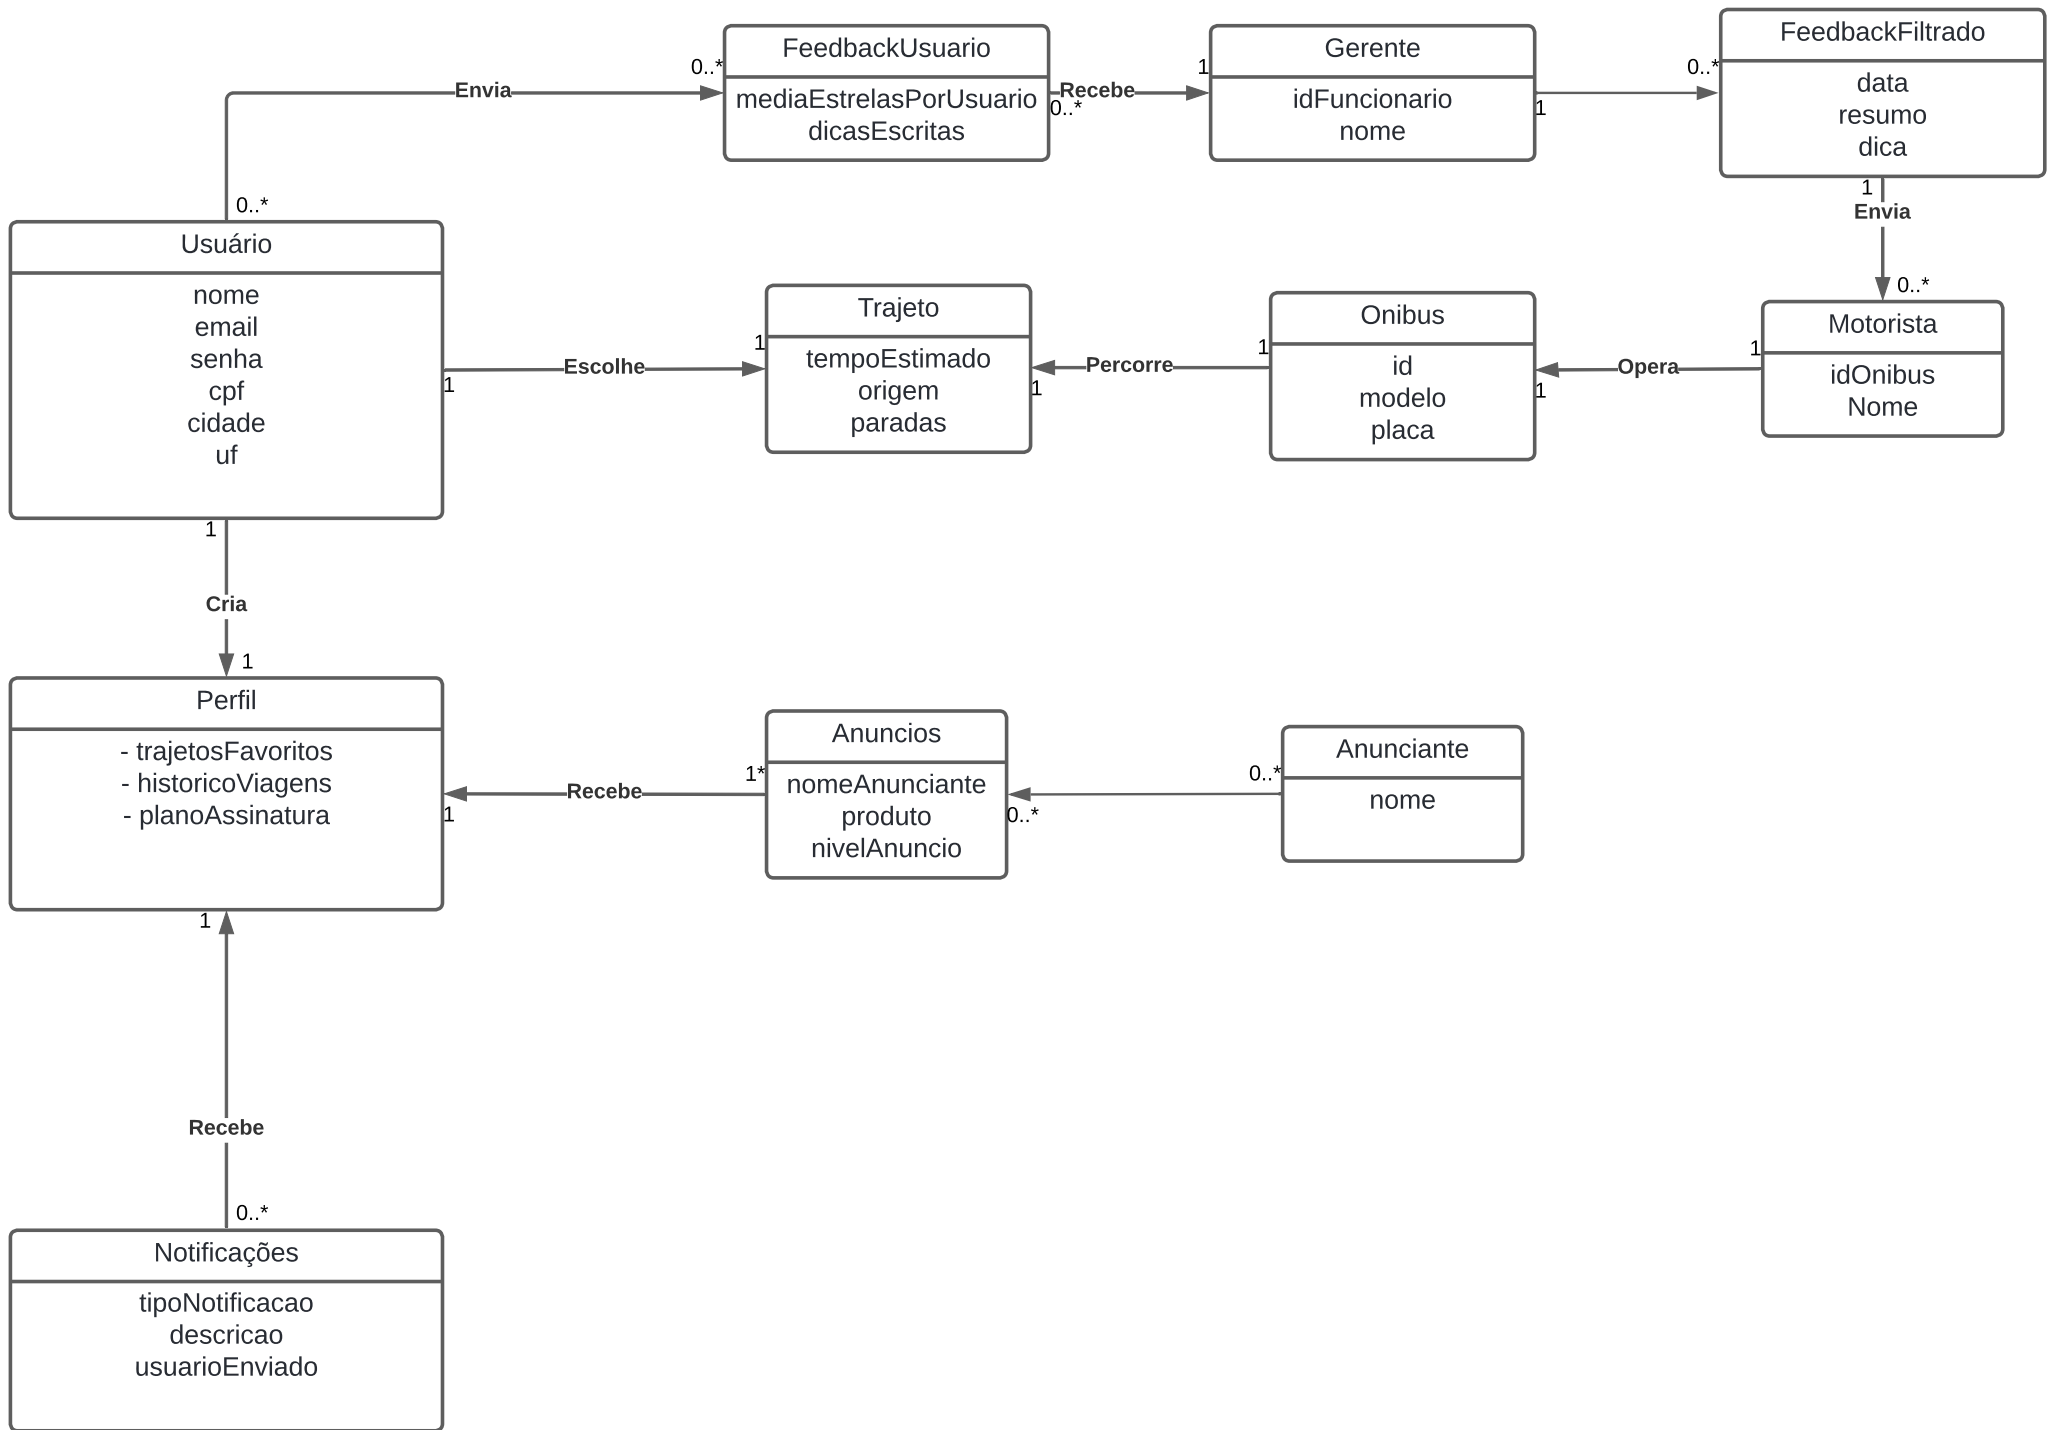 FeedbackUsuario
mediaEstrelasPorUsuario
dicasEscritas
Gerente
idFuncionario
nome
FeedbackFiltrado
data
resumo
dica
0..*
Envia
0..*
Recebe
0..*
1
1
0..*
1
Envia
0..*
Usuário
nome
email
senha
cpf
cidade
uf
1
Escolhe
1
Trajeto
tempoEstimado
origem
paradas
1
Percorre
1
Onibus
id
modelo
placa
1
Opera
1
Motorista
idOnibus
Nome
1
Cria
1
Perfil
- trajetosFavoritos
- historicoViagens
- planoAssinatura
1
Recebe
1*
Anuncios
nomeAnunciante
produto
nivelAnuncio
0..*
0..*
Anunciante
nome
1
Recebe
0..*
Notificações
tipoNotificacao
descricao
usuarioEnviado